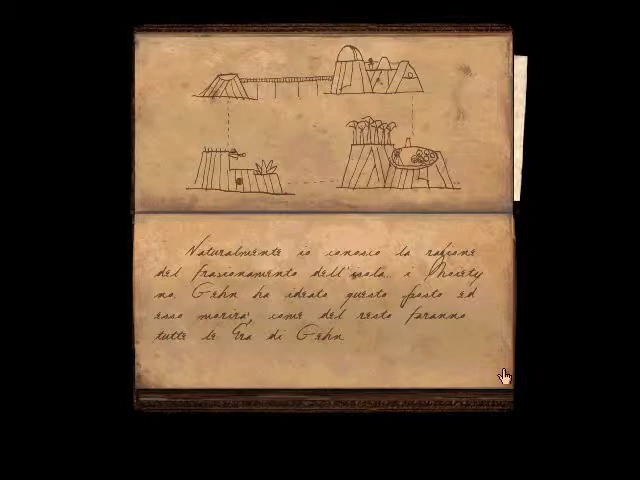 Naturalmente io conosco la ragione
del frazionamento dell'isola... i Moiety
no. Gehn ha ideato questo posto ed
esso morirà, come del resto faranno
tutte le Ere di Gehn